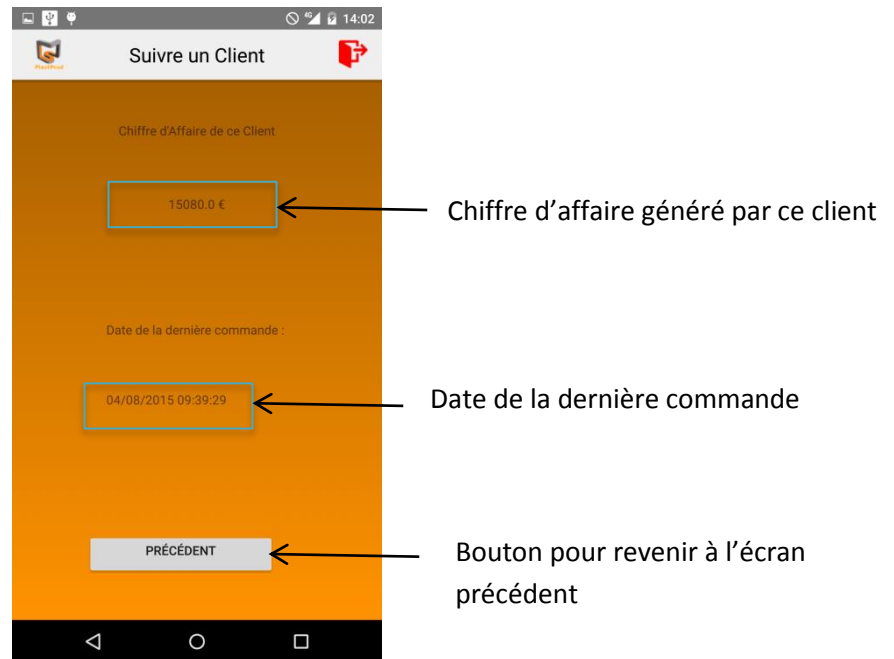 4G 14:02
PlastProd
Suivre un Client
Chiffre d'Affaire de ce Client
15080.0 €
Chiffre d’affaire généré par ce client
Date de la dernière commande :
04/08/2015 09:39:29
Date de la dernière commande
PRÉCÉDENT
Bouton pour revenir à l’écran
précédent